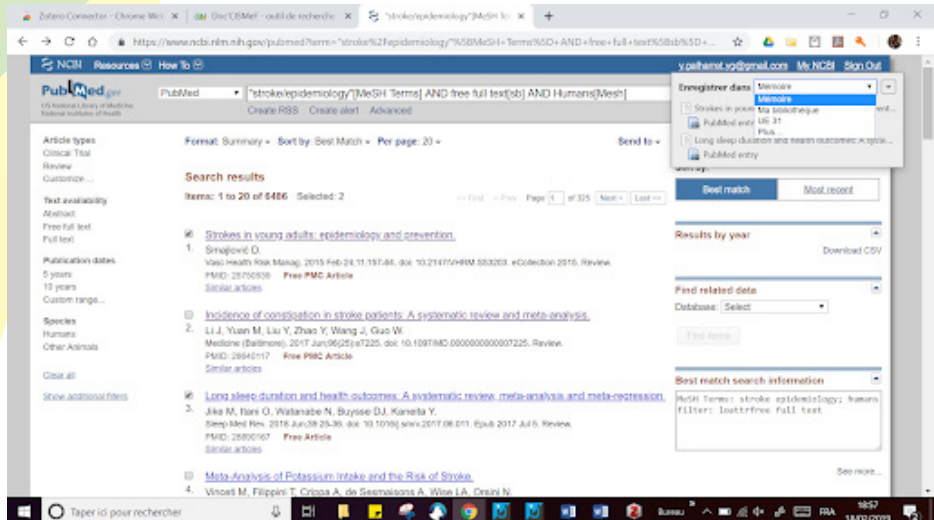 Zotero Connector - Chrome We
Doc'CISMeF - outil de recherche
"stroke/epidemiology"[MeSH Te
https://www.ncbi.nlm.nih.gov/pubmed?term="stroke%2Fepidemiology"%5BMeSH+Terms%5D+AND+free+full+text%5Bsb%5D+...
NCBI Resources How To
y.palharret.yg@gmail.com My NCBI Sign Out
PubMed.gov
US National Library of Medicine
National Institutes of Health
PubMed
"stroke/epidemiology"[MeSH Terms] AND free full text[sb] AND Humans[Mesh]
Create RSS Create alert Advanced
Enregistrer dans Mémoire
Mémoire
Ma bibliothèque
UE 31
Plus...
Strokes in youn
PubMed entr
Long sleep duration and health outcomes: A syste...
PubMed entry
Article types
Clinical Trial
Review
Customize ...
Text availability
Abstract
Free full text
Full text
Publication dates
5 years
10 years
Custom range...
Species
Humans
Other Animals
Clear all
Show additional filters
Format: Summary Sort by: Best Match Per page: 20
Send to
Search results
Items: 1 to 20 of 6486 Selected: 2
<< First < Prev Page 1 of 325 Next > Last >>
Strokes in young adults: epidemiology and prevention.
1. Smajlović D.
Vasc Health Risk Manag. 2015 Feb 24;11:157-64. doi: 10.2147/VHRM.S53203. eCollection 2015. Review.
PMID: 25750535 Free PMC Article
Similar articles
Incidence of constipation in stroke patients: A systematic review and meta-analysis.
2. Li J, Yuan M, Liu Y, Zhao Y, Wang J, Guo W.
Medicine (Baltimore). 2017 Jun;96(25):e7225. doi: 10.1097/MD.0000000000007225. Review.
PMID: 28640117 Free PMC Article
Similar articles
Long sleep duration and health outcomes: A systematic review, meta-analysis and meta-regression.
3. Jike M, Itani O, Watanabe N, Buysse DJ, Kaneita Y.
Sleep Med Rev. 2018 Jun;39:25-36. doi: 10.1016/j.smrv.2017.06.011. Epub 2017 Jul 5. Review.
PMID: 28890167 Free Article
Similar articles
Meta-Analysis of Potassium Intake and the Risk of Stroke.
4. Vinceti M, Filippini T, Crippa A, de Sesmaisons A, Wise LA, Orsini N.
Sort by:
Best match Most recent
Results by year
Download CSV
Find related data
Database: Select
Find items
Best match search information
MeSH Terms: stroke epidemiology; humans
filter: loattrfree full text
See more...
Taper ici pour rechercher
Bureau
FRA
18:57
14/02/2019